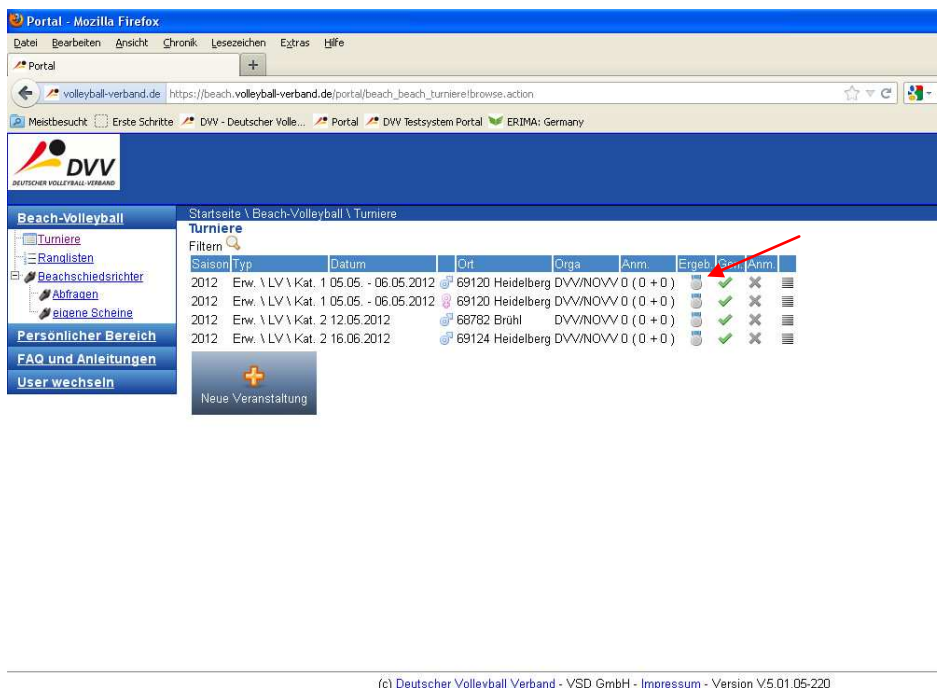 Portal - Mozilla Firefox
Datei Bearbeiten Ansicht Chronik Lesezeichen Extras Hilfe
Portal
volleyball-verband.de https://beach.volleyball-verband.de/portal/beach_beach_turniere!browse.action
Meistbesucht Erste Schritte DVV - Deutscher Volle... Portal DVV Testsystem Portal ERIMA: Germany
DVV
DEUTSCHER VOLLEYBALL-VERBAND
Beach-Volleyball
Turniere
Ranglisten
Beachschiedsrichter
Abfragen
eigene Scheine
Persönlicher Bereich
FAQ und Anleitungen
User wechseln
Startseite \ Beach-Volleyball \ Turniere
Turniere
Filtern
Saison Typ Datum Ort Orga Anm. Ergeb. Gen. Anm.
2012 Erw. \ LV \ Kat. 1 05.05. - 06.05.2012 69120 Heidelberg DVV/NOVV 0 ( 0 + 0 )
2012 Erw. \ LV \ Kat. 1 05.05. - 06.05.2012 69120 Heidelberg DVV/NOVV 0 ( 0 + 0 )
2012 Erw. \ LV \ Kat. 2 12.05.2012 68782 Brühl DVV/NOVV 0 ( 0 + 0 )
2012 Erw. \ LV \ Kat. 2 16.06.2012 69124 Heidelberg DVV/NOVV 0 ( 0 + 0 )
Neue Veranstaltung
(c) Deutscher Volleyball Verband - VSD GmbH - Impressum - Version V5.01.05-220